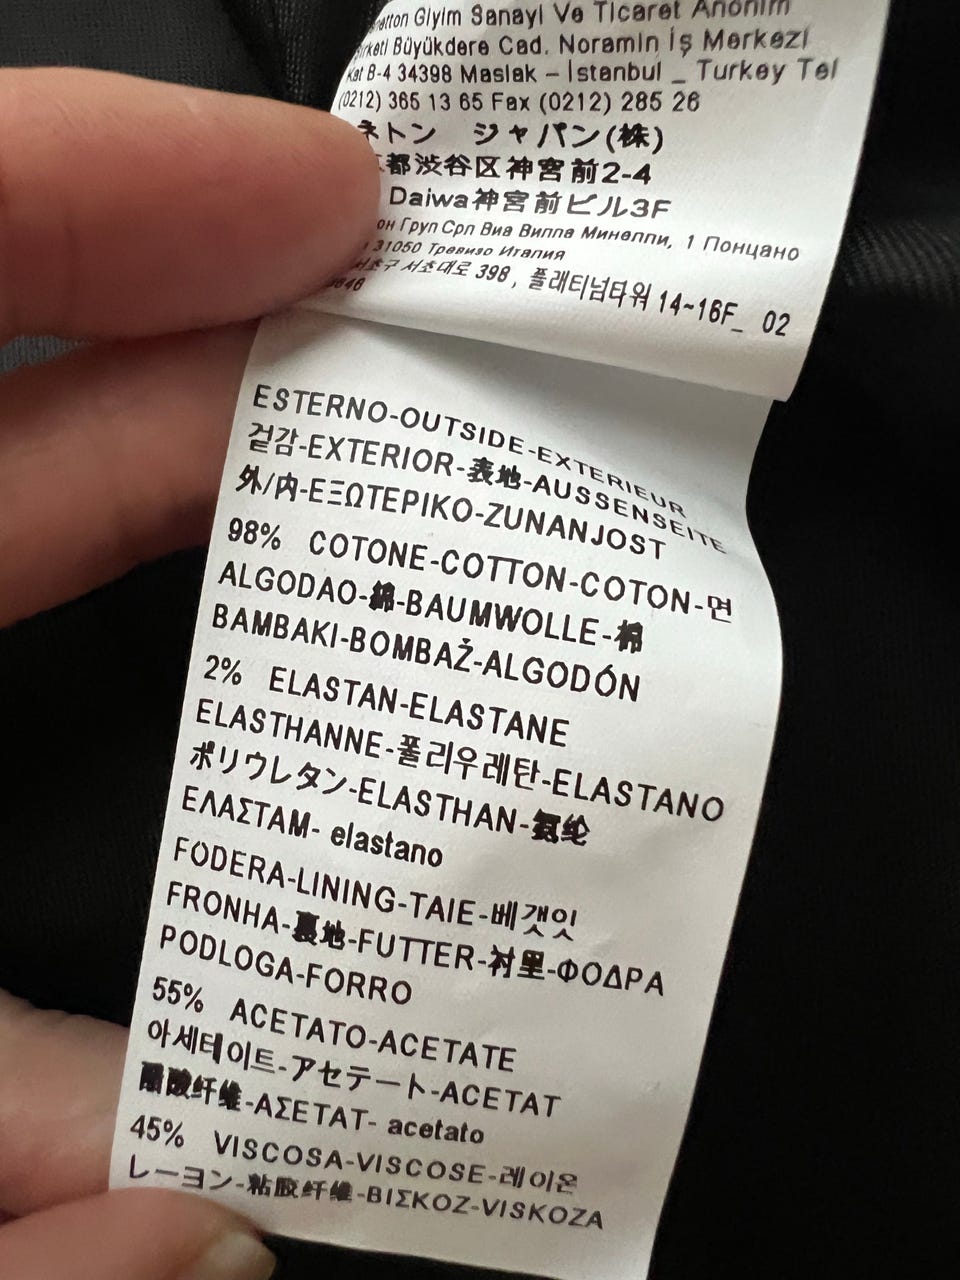 Giyim Sanayi Ve Ticaret Anonim
Büyükdere Cad. Noramin İş Merkezi
Kat B-4 34398 Maslak – İstanbul _ Turkey Tel
(0212) 365 13 65 Fax (0212) 285 26
ネトン ジャパン(株)
都渋谷区神宮前2-4
Daiwa神宮前ビル3F
Груп Срл Виа Вилла Минелли, 1 Понцано
31050 Тревизо Италия
서초구 서초대로 398, 플래티넘타워 14~16F_ 02
ESTERNO-OUTSIDE-EXTERIEUR
겉감-EXTERIOR-表地-AUSSENSEITE
外/内-ΕΞΩΤΕΡΙΚΟ-ZUNANJOST
98% COTONE-COTTON-COTON-면
ALGODAO-綿-BAUMWOLLE-棉
BAMBAKI-BOMBAŽ-ALGODÓN
2% ELASTAN-ELASTANE
ELASTHANNE-폴리우레탄-ELASTANO
ポリウレタン-ELASTHAN-氨纶
ΕΛΑΣΤΑΜ- elastano
FODERA-LINING-TAIE-베갯잇
FRONHA-裏地-FUTTER-衬里-ΦΟΔΡΑ
PODLOGA-FORRO
55% ACETATO-ACETATE
아세테이트-アセテート-ACETAT
醋酸纤维-ΑΣΕΤΑΤ- acetato
45% VISCOSA-VISCOSE-레이온
レーヨン-粘胶纤维-ΒΙΣΚΟΖ-VISKOZA